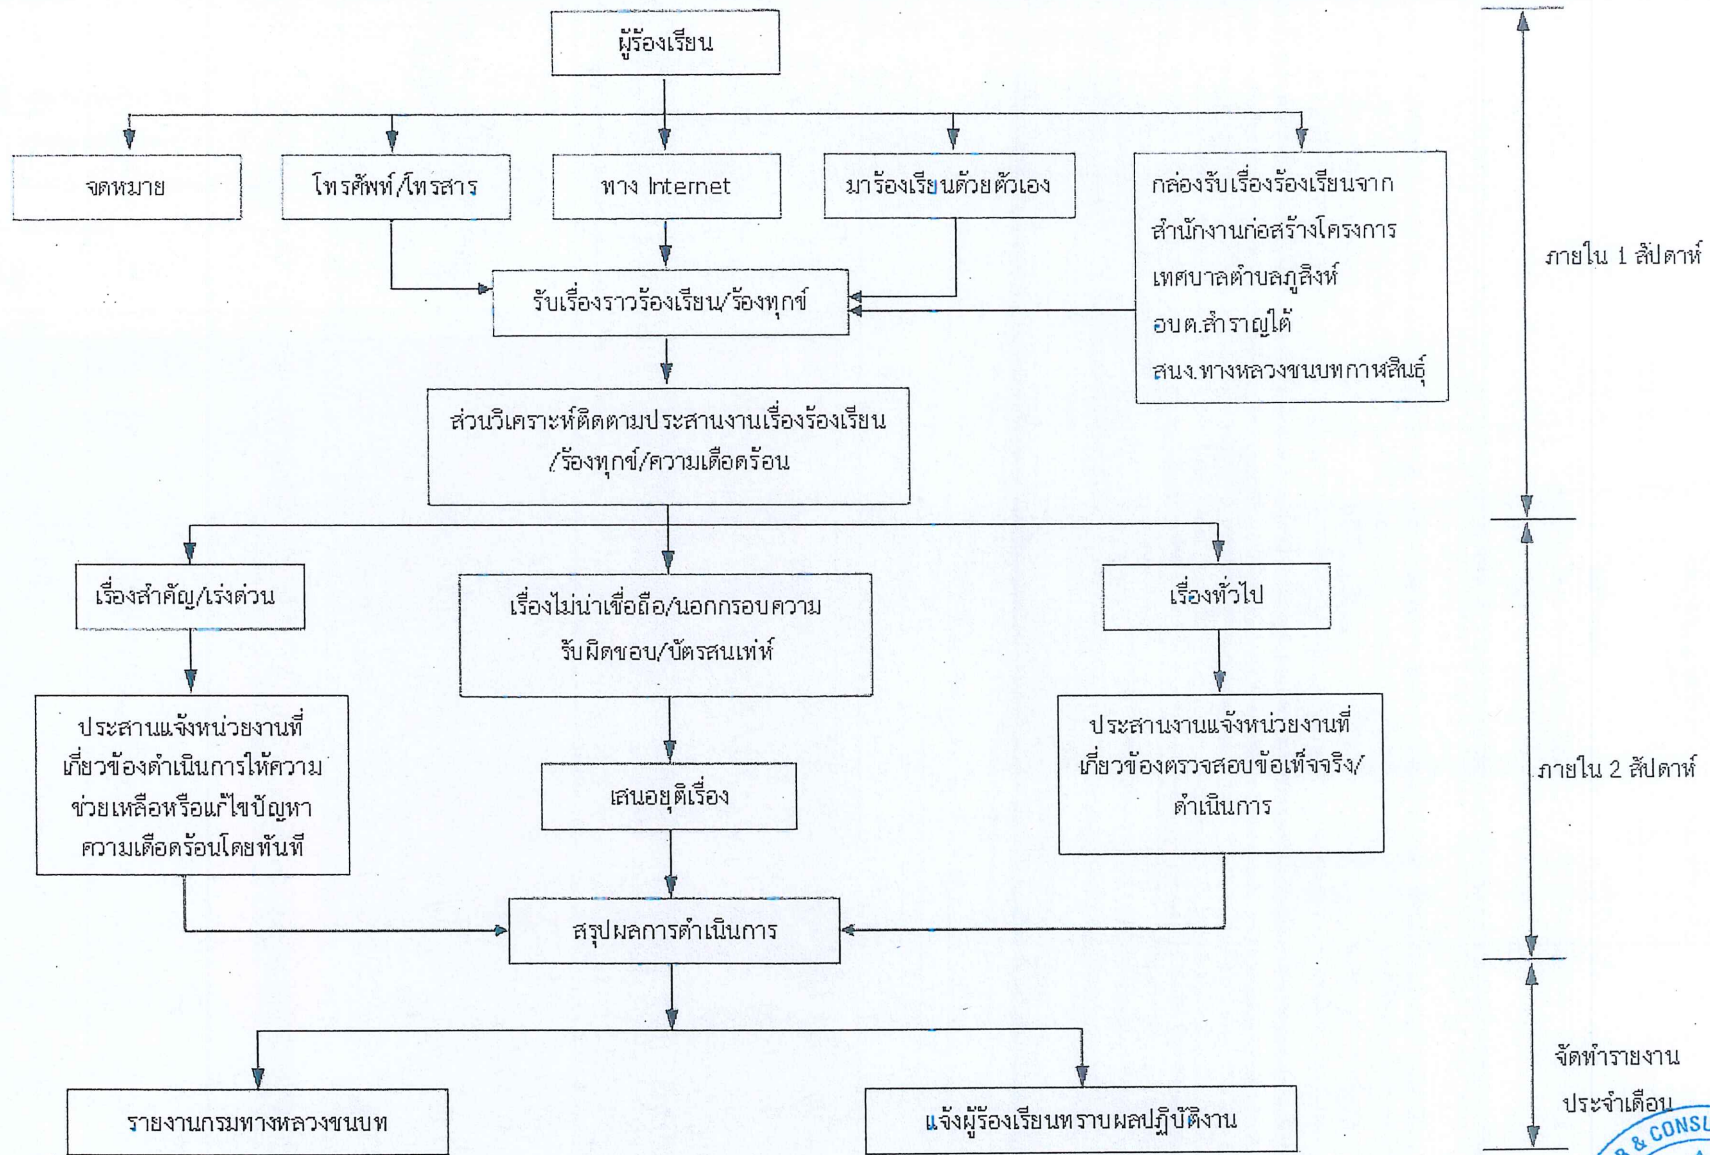 ผู้ร้องเรียน
จดหมาย
โทรศัพท์/โทรสาร
ทาง Internet
มาร้องเรียนด้วยตัวเอง
กล่องรับเรื่องร้องเรียนจาก
สำนักงานก่อสร้างโครงการ
เทศบาลตำบลภูสิงห์
อบต.สำราญใต้
สนง.ทางหลวงชนบทกาฬสินธุ์
ภายใน 1 สัปดาห์
รับเรื่องราวร้องเรียน/ร้องทุกข์
ส่วนวิเคราะห์ติดตามประสานงานเรื่องร้องเรียน
/ร้องทุกข์/ความเดือดร้อน
เรื่องสำคัญ/เร่งด่วน
เรื่องไม่น่าเชื่อถือ/นอกกรอบความ
รับผิดชอบ/บัตรสนเท่ห์
เรื่องทั่วไป
ประสานแจ้งหน่วยงานที่
เกี่ยวข้องดำเนินการให้ความ
ช่วยเหลือหรือแก้ไขปัญหา
ความเดือดร้อนโดยทันที
เสนอยุติเรื่อง
ประสานงานแจ้งหน่วยงานที่
เกี่ยวข้องตรวจสอบข้อเท็จจริง/
ดำเนินการ
ภายใน 2 สัปดาห์
สรุปผลการดำเนินการ
รายงานกรมทางหลวงชนบท
แจ้งผู้ร้องเรียนทราบผลปฏิบัติงาน
จัดทำรายงาน
ประจำเดือน